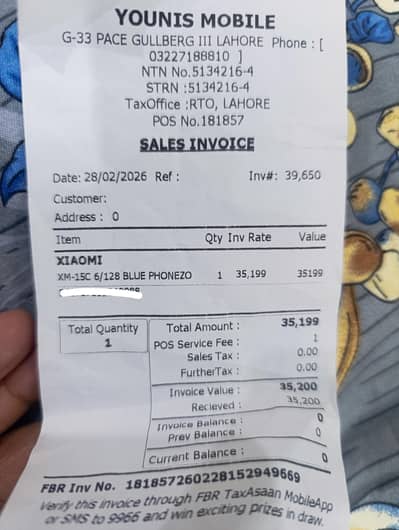 YOUNIS MOBILE
G-33 PACE GULLBERG III LAHORE Phone : [
03227188810 ]
NTN No.5134216-4
STRN :5134216-4
TaxOffice :RTO, LAHORE
POS No.181857
SALES INVOICE
Date: 28/02/2026 Ref : Inv#: 39,650
Customer:
Address : 0
Item Qty Inv Rate Value
XIAOMI
XM-15C 6/128 BLUE PHONEZO 1 35,199 35199
Total Quantity
1
Total Amount : 35,199
POS Service Fee : 1
Sales Tax : 0.00
FurtherTax : 0.00
Invoice Value : 35,200
Recieved : 35,200
Invoice Balance : 0
Prev Balance : 0
Current Balance : 0
FBR Inv No. 181857260228152949669
Verify this invoice through FBR TaxAsaan MobileApp
or SMS to 9966 and win exciting prizes in draw.